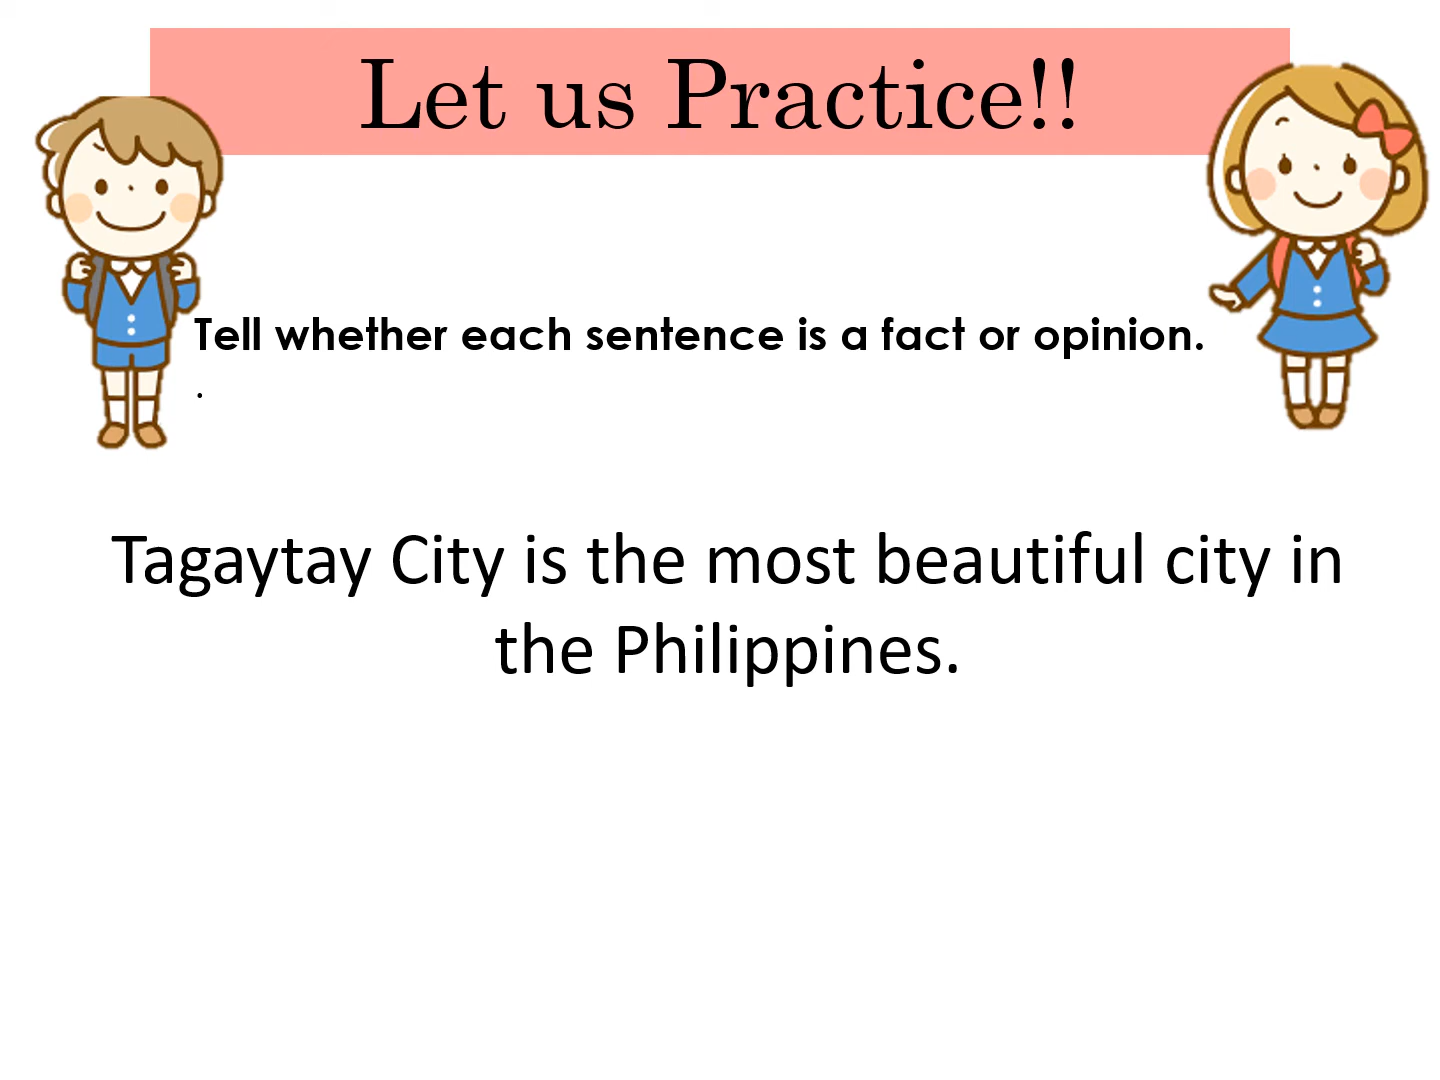 Let us Practice!!
Tell whether each sentence is a fact or opinion.
.
Tagaytay City is the most beautiful city in
the Philippines.